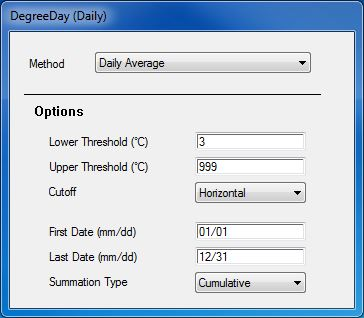 DegreeDay (Daily)
Method Daily Average
Options
Lower Threshold (°C) 3
Upper Threshold (°C) 999
Cutoff Horizontal
First Date (mm/dd) 01/01
Last Date (mm/dd) 12/31
Summation Type Cumulative